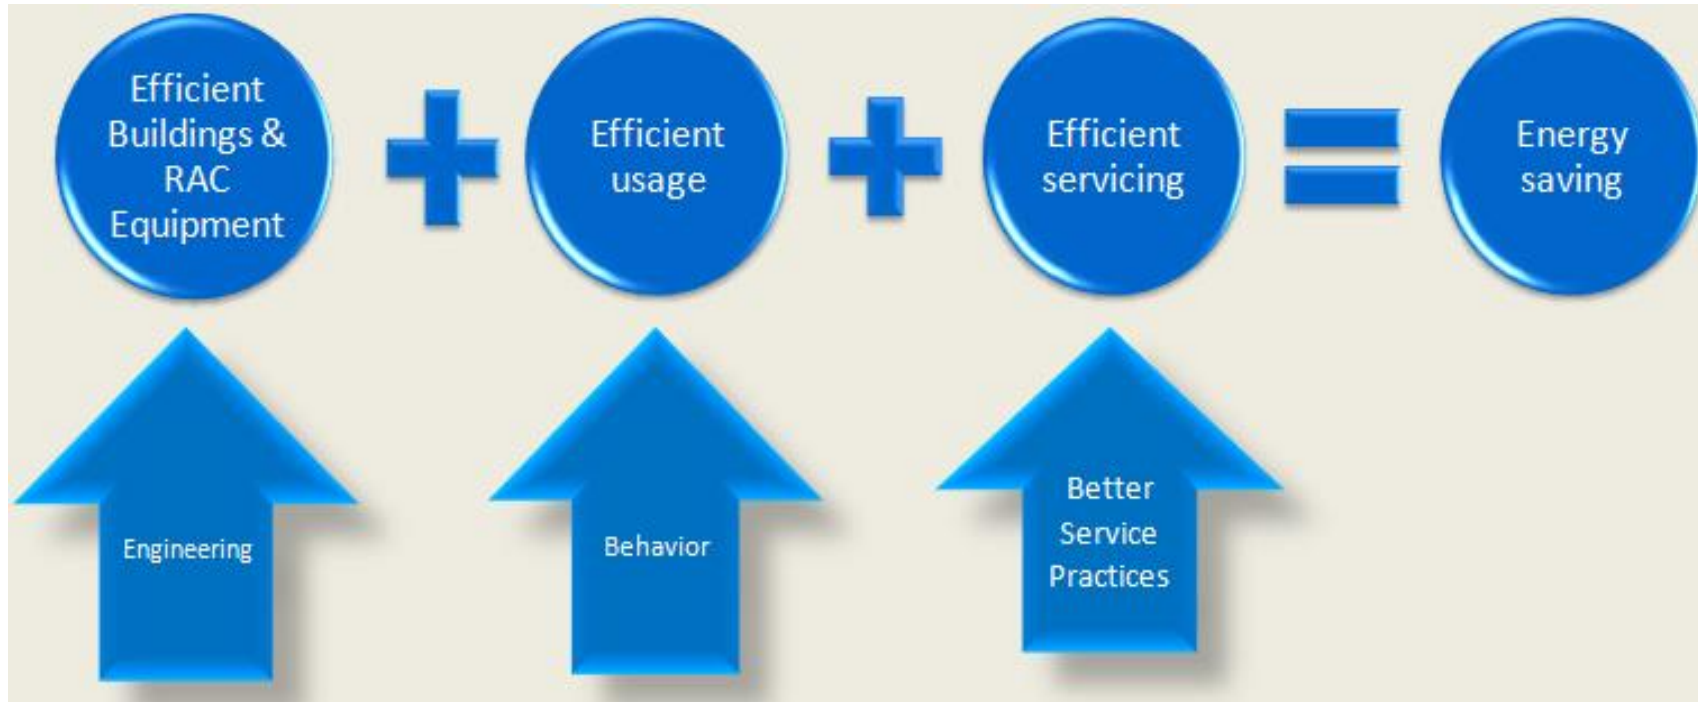 Efficient
Buildings &
RAC
Equipment
Efficient
usage
Efficient
servicing
Energy
saving
Engineering
Behavior
Better
Service
Practices